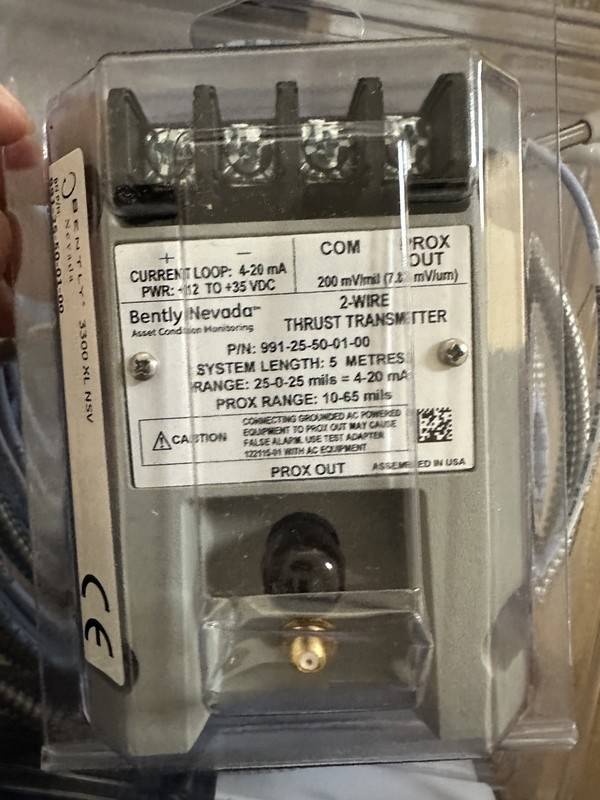 + −
CURRENT LOOP: 4-20 mA
PWR: +12 TO +35 VDC
COM
PROX
OUT
200 mV/mil (7.87 mV/um)
Bently Nevada™
Asset Condition Monitoring
2-WIRE
THRUST TRANSMITTER
P/N: 991-25-50-01-00
SYSTEM LENGTH: 5 METRES
RANGE: 25-0-25 mils = 4-20 mA
PROX RANGE: 10-65 mils
CAUTION
CONNECTING GROUNDED AC POWERED
EQUIPMENT TO PROX OUT MAY CAUSE
FALSE ALARM. USE TEST ADAPTER
122115-01 WITH AC EQUIPMENT
PROX OUT
ASSEMBLED IN USA
BENTLY®
Nevada
3300 XL NSV
CE